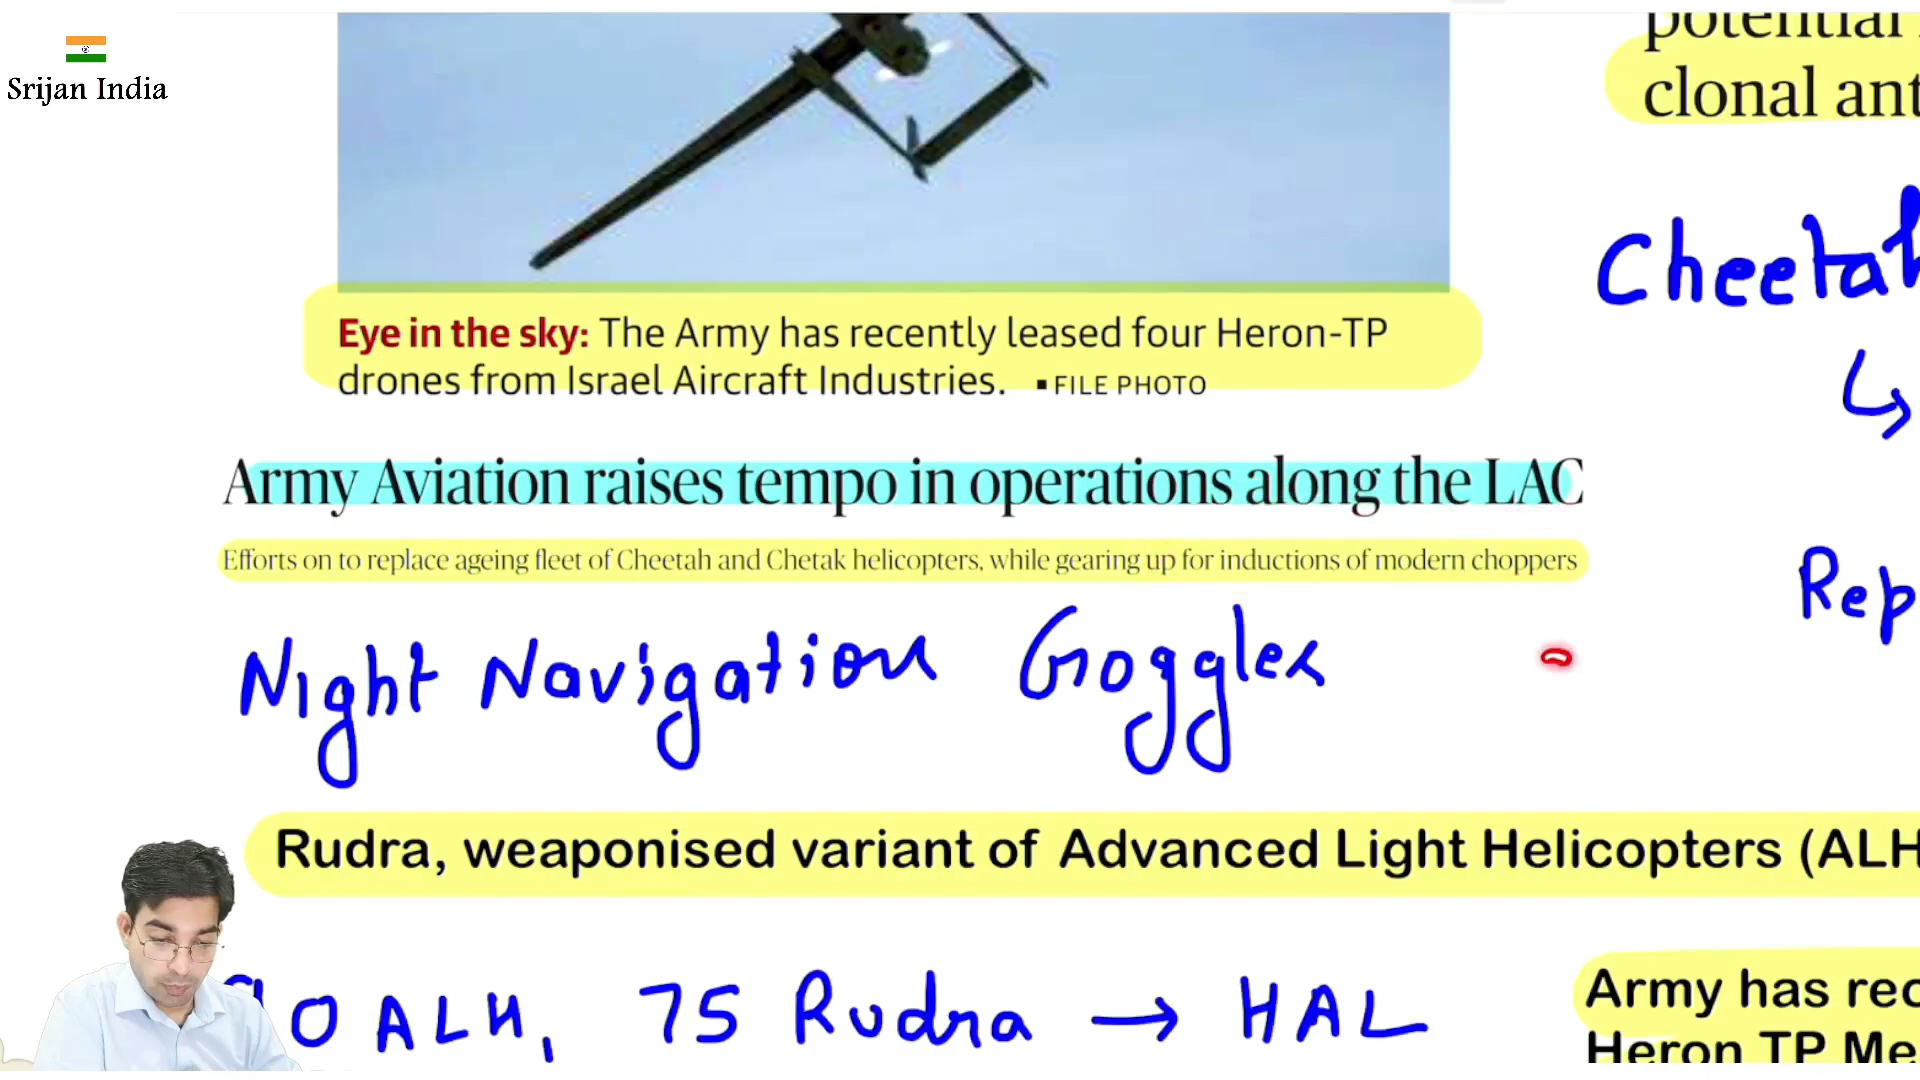 Srijan India
potential
clonal ant
Cheetah
Eye in the sky: The Army has recently leased four Heron-TP
drones from Israel Aircraft Industries. ▪ FILE PHOTO
Army Aviation raises tempo in operations along the LAC
Efforts on to replace ageing fleet of Cheetah and Chetak helicopters, while gearing up for inductions of modern choppers
Rep
Night Navigation Goggles
Rudra, weaponised variant of Advanced Light Helicopters (ALH
0 ALH, 75 Rudra → HAL
Army has rec
Heron TP Me